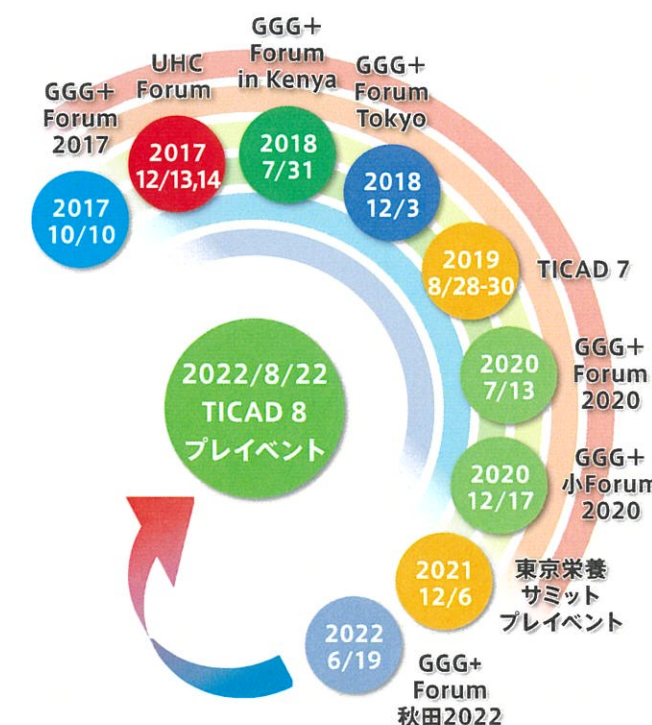 GGG+
Forum
2017
2017
10/10
UHC
Forum
2017
12/13,14
GGG+
Forum
in Kenya
2018
7/31
GGG+
Forum
Tokyo
2018
12/3
2019
8/28-30
TICAD 7
2020
7/13
GGG+
Forum
2020
2020
12/17
GGG+
小Forum
2020
2021
12/6
東京栄養
サミット
プレイベント
2022
6/19
GGG+
Forum
秋田2022
2022/8/22
TICAD 8
プレイベント